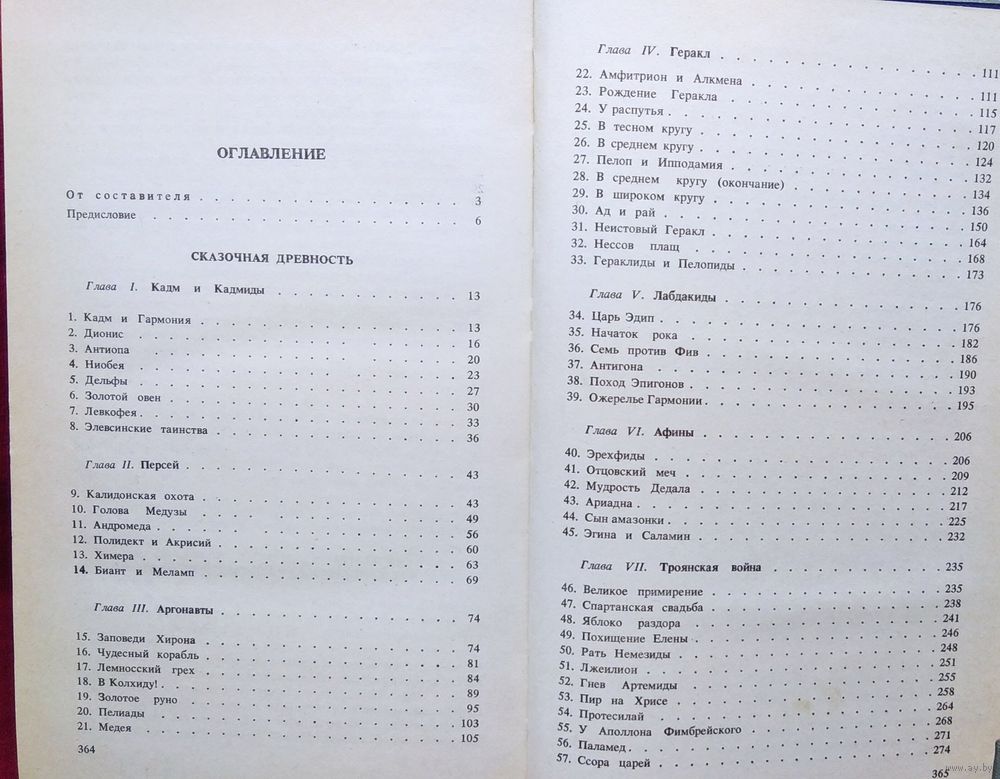 ОГЛАВЛЕНИЕ
От составителя . . . . . . . . . . . . . . . . 3
Предисловие . . . . . . . . . . . . . . . . 6
СКАЗОЧНАЯ ДРЕВНОСТЬ
Глава I. Кадм и Кадмиды . . . . . . . . . . 13
1. Кадм и Гармония . . . . . . . . . . 13
2. Дионис . . . . . . . . . . 16
3. Антиопа . . . . . . . . . . 20
4. Ниобея . . . . . . . . . . 23
5. Дельфы . . . . . . . . . . 27
6. Золотой овен . . . . . . . . . . 30
7. Левкофея . . . . . . . . . . 33
8. Элевсинские таинства . . . . . . . . . . 36
Глава II. Персей . . . . . . . . . . 43
9. Калидонская охота . . . . . . . . . . 43
10. Голова Медузы . . . . . . . . . . 49
11. Андромеда . . . . . . . . . . 56
12. Полидект и Акрисий . . . . . . . . . . 60
13. Химера . . . . . . . . . . 63
14. Биант и Меламп . . . . . . . . . . 69
Глава III. Аргонавты . . . . . . . . . . 74
15. Заповеди Хирона . . . . . . . . . . 74
16. Чудесный корабль . . . . . . . . . . 81
17. Лемносский грех . . . . . . . . . . 84
18. В Колхиду! . . . . . . . . . . 89
19. Золотое руно . . . . . . . . . . 95
20. Пелиады . . . . . . . . . . 103
21. Медея . . . . . . . . . . 105
364
Глава IV. Геракл . . . . . . . . . . 111
22. Амфитрион и Алкмена . . . . . . . . . . 111
23. Рождение Геракла . . . . . . . . . . 115
24. У распутья . . . . . . . . . . 117
25. В тесном кругу . . . . . . . . . . 120
26. В среднем кругу . . . . . . . . . . 124
27. Пелоп и Ипподамия . . . . . . . . . . 132
28. В среднем кругу (окончание) . . . . . . . . . . 134
29. В широком кругу . . . . . . . . . . 136
30. Ад и рай . . . . . . . . . . 150
31. Неистовый Геракл . . . . . . . . . . 164
32. Нессов плащ . . . . . . . . . . 168
33. Гераклиды и Пелопиды . . . . . . . . . . 173
Глава V. Лабдакиды . . . . . . . . . . 176
34. Царь Эдип . . . . . . . . . . 176
35. Начаток рока . . . . . . . . . . 182
36. Семь против Фив . . . . . . . . . . 186
37. Антигона . . . . . . . . . . 190
38. Поход Эпигонов . . . . . . . . . . 193
39. Ожерелье Гармонии . . . . . . . . . . 195
Глава VI. Афины . . . . . . . . . . 206
40. Эрехфиды . . . . . . . . . . 206
41. Отцовский меч . . . . . . . . . . 209
42. Мудрость Дедала . . . . . . . . . . 212
43. Ариадна . . . . . . . . . . 217
44. Сын амазонки . . . . . . . . . . 225
45. Эгина и Саламин . . . . . . . . . . 232
Глава VII. Троянская война . . . . . . . . . . 235
46. Великое примирение . . . . . . . . . . 235
47. Спартанская свадьба . . . . . . . . . . 238
48. Яблоко раздора . . . . . . . . . . 241
49. Похищение Елены . . . . . . . . . . 246
50. Рать Немезиды . . . . . . . . . . 248
51. Лжеилион . . . . . . . . . . 251
52. Гнев Артемиды . . . . . . . . . . 255
53. Пир на Хрисе . . . . . . . . . . 258
54. Протесилай . . . . . . . . . . 264
55. У Аполлона Фимбрейского . . . . . . . . . . 268
56. Паламед . . . . . . . . . . 271
57. Ссора царей . . . . . . . . . . 274
365
www.ay.by